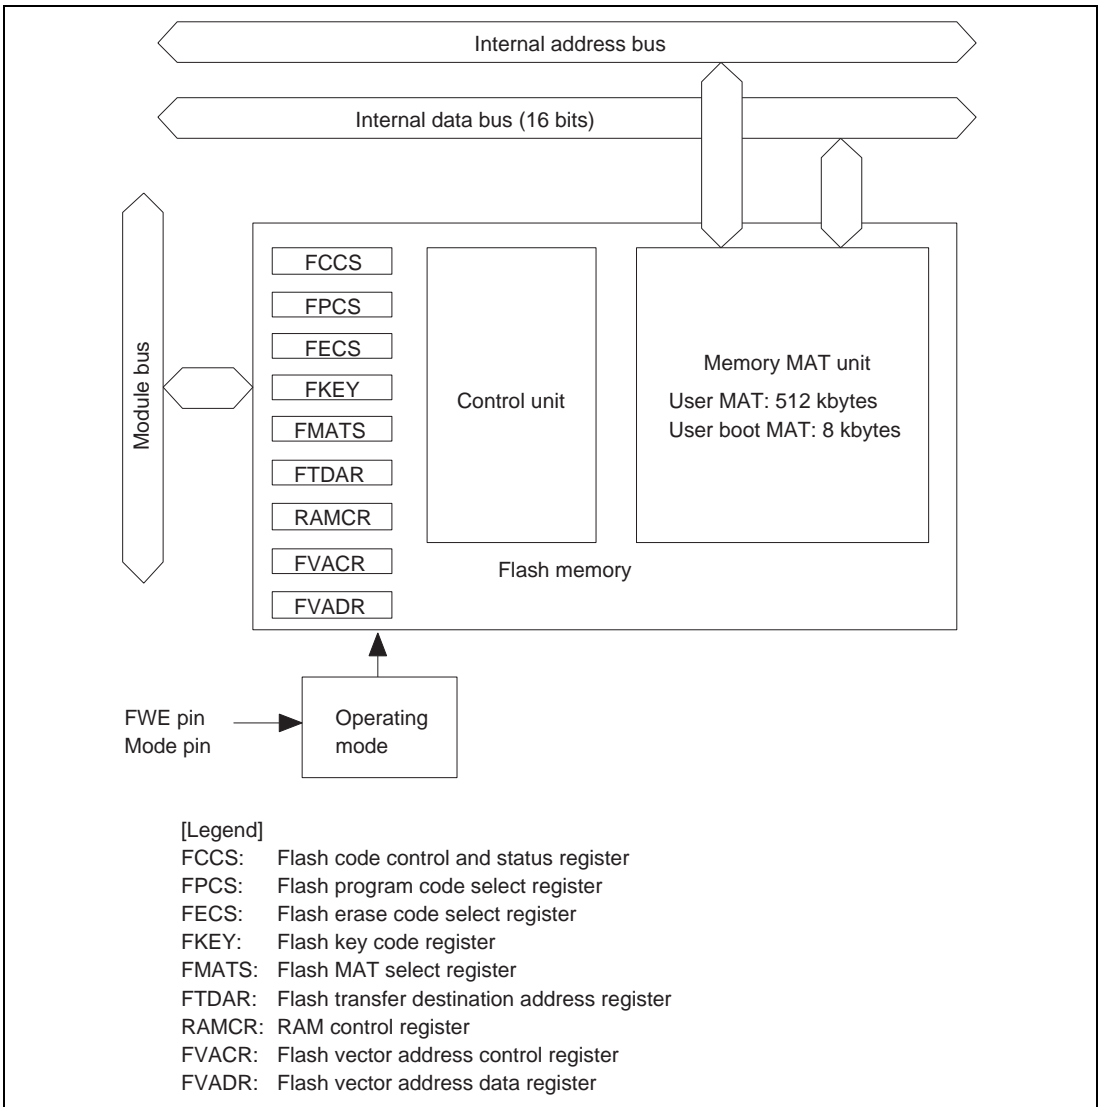 Internal address bus
Internal data bus (16 bits)
Module bus
FCCS
FPCS
FECS
FKEY
FMATS
FTDAR
RAMCR
FVACR
FVADR
Control unit
Memory MAT unit
User MAT: 512 kbytes
User boot MAT: 8 kbytes
Flash memory
FWE pin
Mode pin
Operating
mode
[Legend]
FCCS: Flash code control and status register
FPCS: Flash program code select register
FECS: Flash erase code select register
FKEY: Flash key code register
FMATS: Flash MAT select register
FTDAR: Flash transfer destination address register
RAMCR: RAM control register
FVACR: Flash vector address control register
FVADR: Flash vector address data register